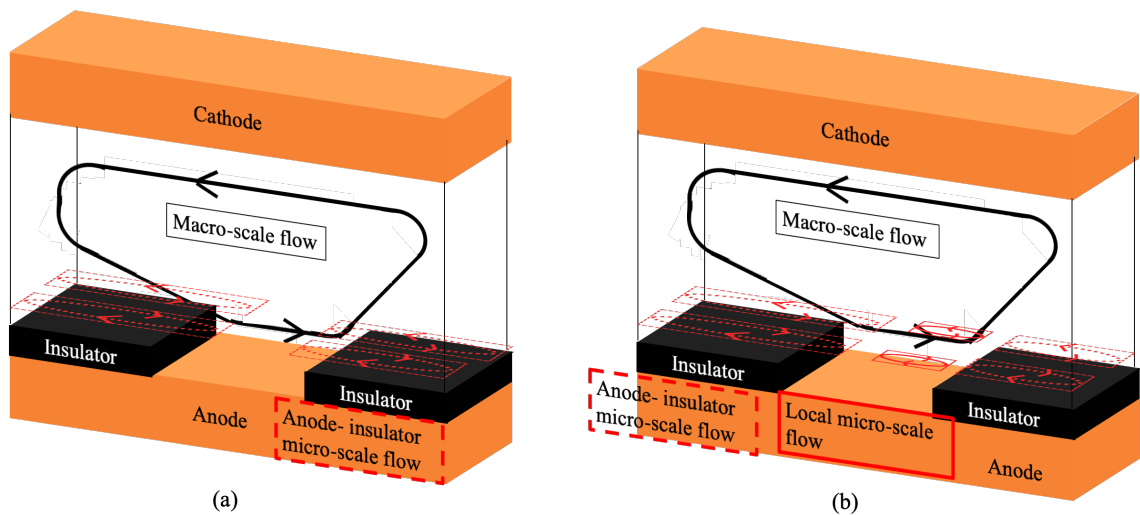 Cathode
Macro-scale flow
Insulator
Insulator
Anode
Anode- insulator
micro-scale flow
(a)
Cathode
Macro-scale flow
Insulator
Insulator
Anode- insulator
micro-scale flow
Local micro-scale
flow
Anode
(b)